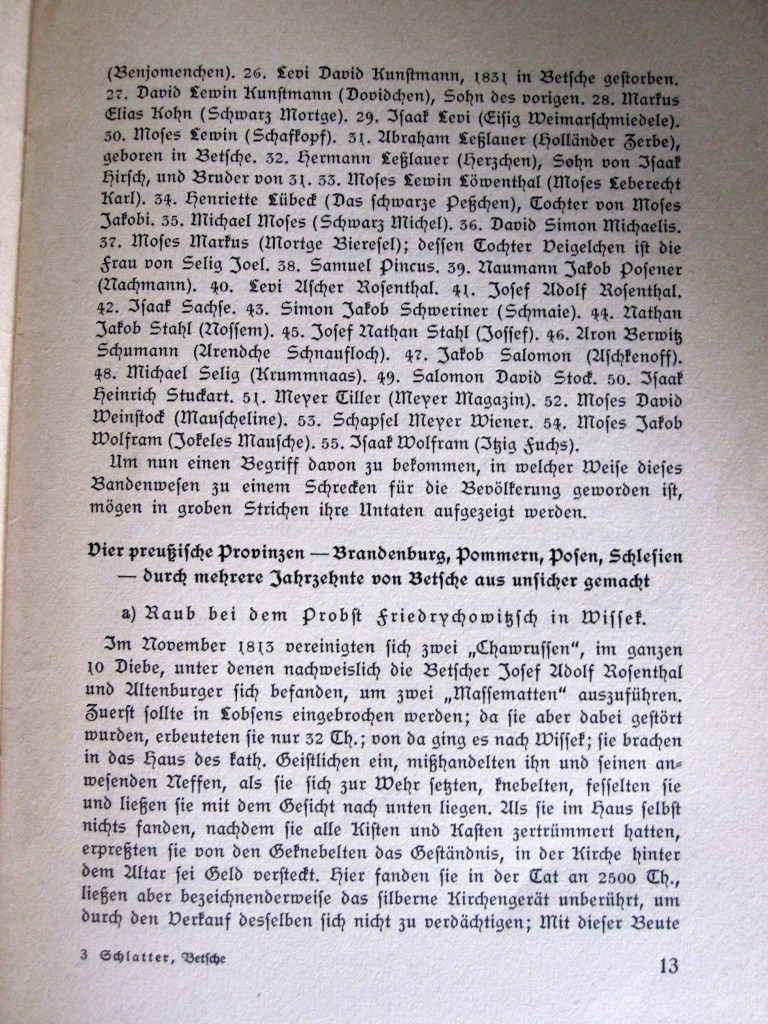 (Benjomenchen). 26. Levi David Kunstmann, 1831 in Betsche gestorben.
27. David Lewin Kunstmann (Dovidchen), Sohn des vorigen. 28. Markus
Elias Kohn (Schwarz Mortge). 29. Isaak Levi (Eisig Weimarschmiedele).
30. Moses Lewin (Schafkopf). 31. Abraham Leßlauer (Holländer Zerbe),
geboren in Betsche. 32. Hermann Leßlauer (Herzchen), Sohn von Isaak
Hirsch, und Bruder von 31. 33. Moses Lewin Löwenthal (Moses Leberecht
Karl). 34. Henriette Lübeck (Das schwarze Peßchen), Tochter von Moses
Jakobi. 35. Michael Moses (Schwarz Michel). 36. David Simon Michaelis.
37. Moses Markus (Mortge Bieresel); dessen Tochter Veigelchen ist die
Frau von Selig Joel. 38. Samuel Pincus. 39. Naumann Jakob Posener
(Nachmann). 40. Levi Ascher Rosenthal. 41. Josef Adolf Rosenthal.
42. Isaak Sachse. 43. Simon Jakob Schweriner (Schmaie). 44. Nathan
Jakob Stahl (Nossem). 45. Josef Nathan Stahl (Jossef). 46. Aron Berwitz
Schumann (Arendche Schnaufloch). 47. Jakob Salomon (Aschkenoff).
48. Michael Selig (Krummnaas). 49. Salomon David Stock. 50. Isaak
Heinrich Stuckart. 51. Meyer Tiller (Meyer Magazin). 52. Moses David
Weinstock (Mauscheline). 53. Schapsel Meyer Wiener. 54. Moses Jakob
Wolfram (Jokeles Mausche). 55. Isaak Wolfram (Itzig Fuchs).
Um nun einen Begriff davon zu bekommen, in welcher Weise dieses
Bandenwesen zu einem Schrecken für die Bevölkerung geworden ist,
mögen in groben Strichen ihre Untaten aufgezeigt werden.
Vier preußische Provinzen — Brandenburg, Pommern, Posen, Schlesien
— durch mehrere Jahrzehnte von Betsche aus unsicher gemacht
a) Raub bei dem Probst Friedrychowitzsch in Wissek.
Im November 1813 vereinigten sich zwei „Chawrussen“, im ganzen
10 Diebe, unter denen nachweislich die Betscher Josef Adolf Rosenthal
und Altenburger sich befanden, um zwei „Massematten“ auszuführen.
Zuerst sollte in Lobsens eingebrochen werden; da sie aber dabei gestört
wurden, erbeuteten sie nur 32 Th.; von da ging es nach Wissek; sie brachen
in das Haus des kath. Geistlichen ein, mißhandelten ihn und seinen an-
wesenden Neffen, als sie sich zur Wehr setzten, knebelten, fesselten sie
und ließen sie mit dem Gesicht nach unten liegen. Als sie im Haus selbst
nichts fanden, nachdem sie alle Kisten und Kasten zertrümmert hatten,
erpreßten sie von den Geknebelten das Geständnis, in der Kirche hinter
dem Altar sei Geld versteckt. Hier fanden sie in der Tat an 2500 Th.,
ließen aber bezeichnenderweise das silberne Kirchengerät unberührt, um
durch den Verkauf desselben sich nicht zu verdächtigen; Mit dieser Beute
3 Schlatter, Betsche
13